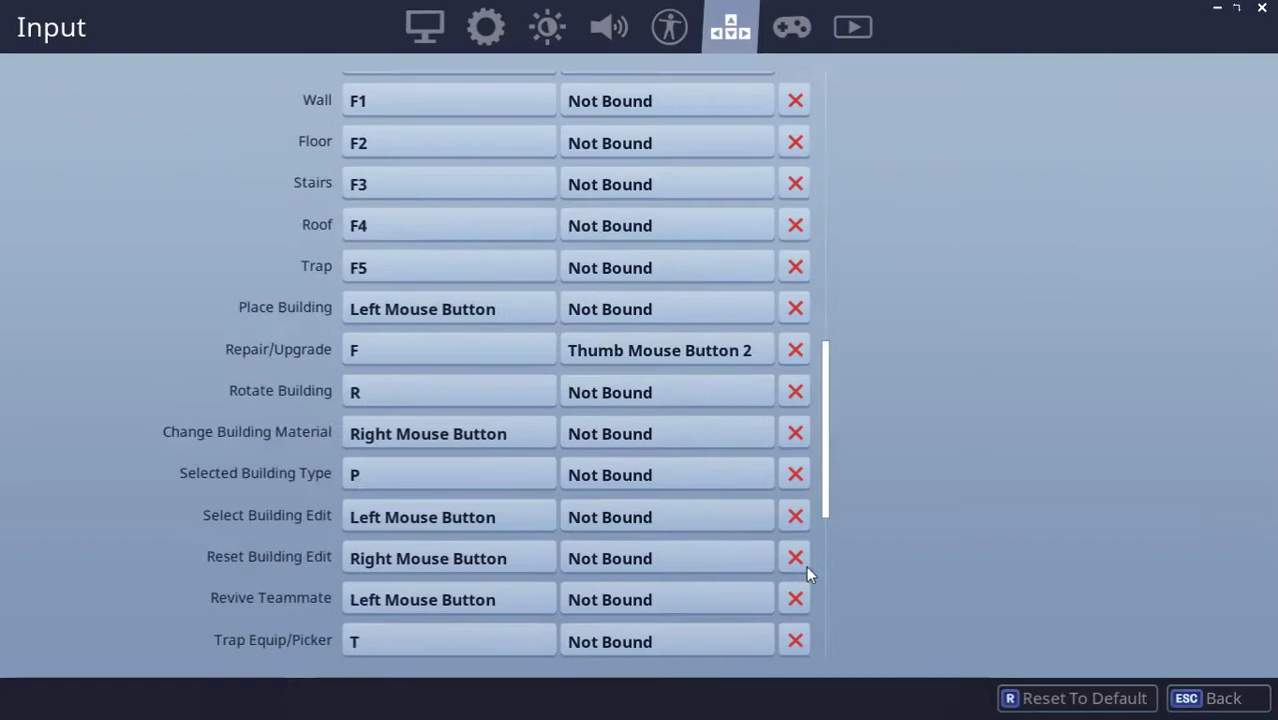 Input
Wall F1 Not Bound
Floor F2 Not Bound
Stairs F3 Not Bound
Roof F4 Not Bound
Trap F5 Not Bound
Place Building Left Mouse Button Not Bound
Repair/Upgrade F Thumb Mouse Button 2
Rotate Building R Not Bound
Change Building Material Right Mouse Button Not Bound
Selected Building Type P Not Bound
Select Building Edit Left Mouse Button Not Bound
Reset Building Edit Right Mouse Button Not Bound
Revive Teammate Left Mouse Button Not Bound
Trap Equip/Picker T Not Bound
R Reset To Default ESC Back